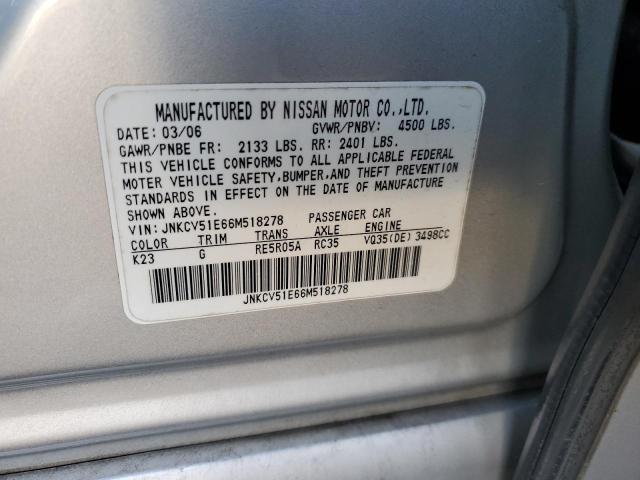 MANUFACTURED BY NISSAN MOTOR CO.,LTD.
DATE: 03/06 GVWR/PNBV: 4500 LBS.
GAWR/PNBE FR: 2133 LBS. RR: 2401 LBS.
THIS VEHICLE CONFORMS TO ALL APPLICABLE FEDERAL
MOTER VEHICLE SAFETY,BUMPER,AND THEFT PREVENTION
STANDARDS IN EFFECT ON THE DATE OF MANUFACTURE
SHOWN ABOVE.
VIN: JNKCV51E66M518278 PASSENGER CAR
COLOR TRIM TRANS AXLE ENGINE
K23 G RE5R05A RC35 VQ35(DE) 3498CC
JNKCV51E66M518278